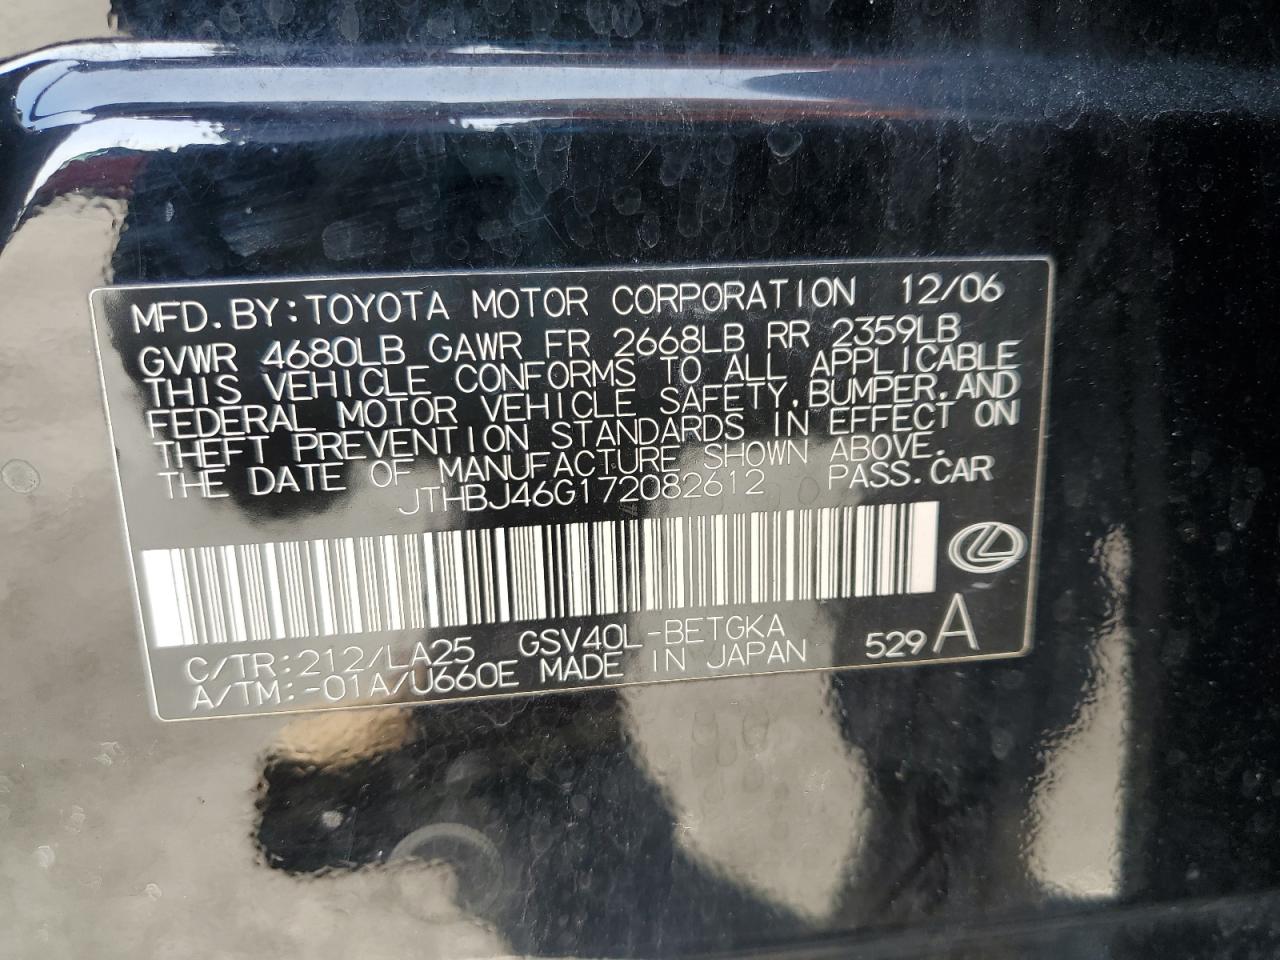 MFD.BY:TOYOTA MOTOR CORPORATION 12/06
GVWR 4680LB GAWR FR 2668LB RR 2359LB
THIS VEHICLE CONFORMS TO ALL APPLICABLE
FEDERAL MOTOR VEHICLE SAFETY,BUMPER,AND
THEFT PREVENTION STANDARDS IN EFFECT ON
THE DATE OF MANUFACTURE SHOWN ABOVE.
JTHBJ46G172082612 PASS.CAR
C/TR:212/LA25 GSV40L-BETGKA
A/TM:-01A/U660E MADE IN JAPAN 529 A